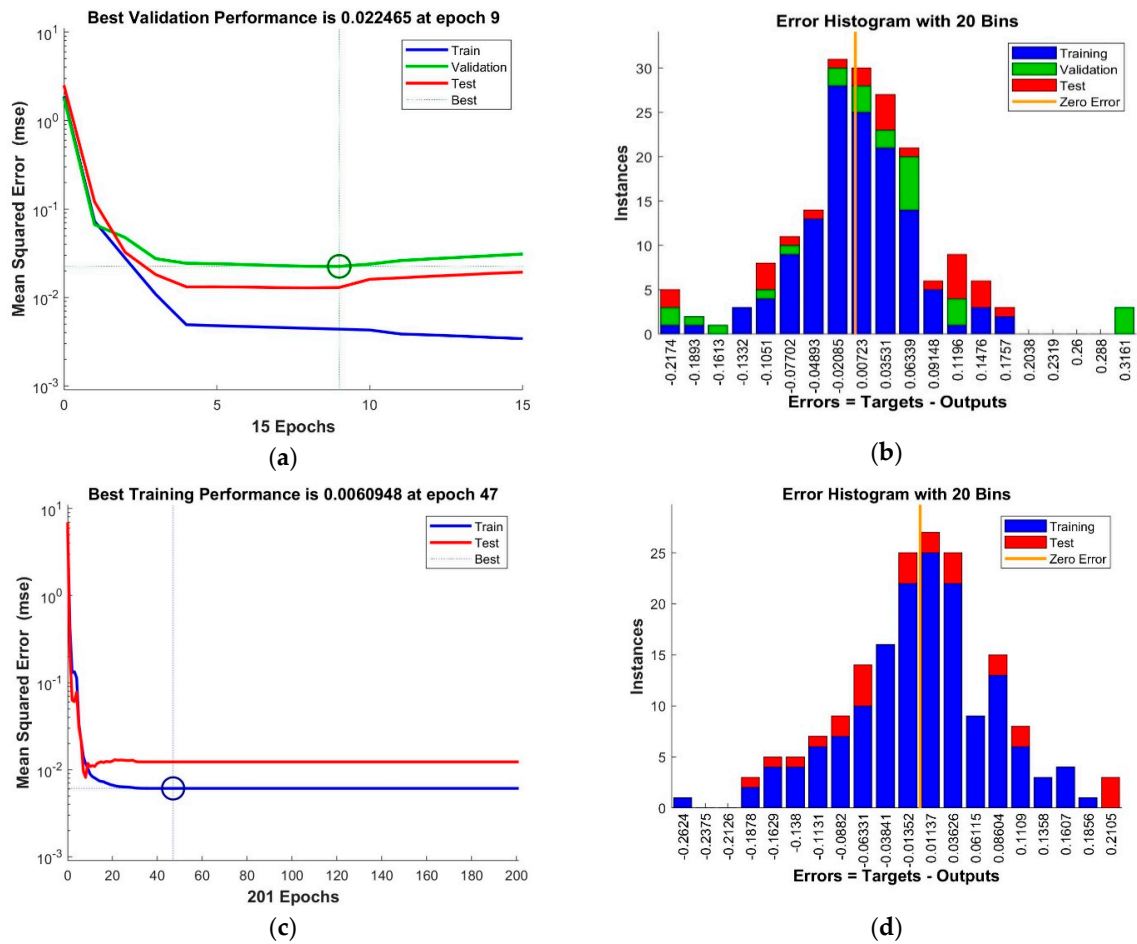 Best Validation Performance is 0.022465 at epoch 9
Mean Squared Error (mse)
10^1
10^0
10^-1
10^-2
10^-3
Train
Validation
Test
Best
0 5 10 15
15 Epochs
(a)
Error Histogram with 20 Bins
Instances
30
25
20
15
10
5
0
Training
Validation
Test
Zero Error
-0.2174
-0.1893
-0.1613
-0.1332
-0.1051
-0.07702
-0.04893
-0.02085
0.00723
0.03531
0.06339
0.09148
0.1196
0.1476
0.1757
0.2038
0.2319
0.26
0.288
0.3161
Errors = Targets - Outputs
(b)
Best Training Performance is 0.0060948 at epoch 47
Mean Squared Error (mse)
10^1
10^0
10^-1
10^-2
10^-3
Train
Test
Best
0 20 40 60 80 100 120 140 160 180 200
201 Epochs
(c)
Error Histogram with 20 Bins
Instances
25
20
15
10
5
0
Training
Test
Zero Error
-0.2624
-0.2375
-0.2126
-0.1878
-0.1629
-0.138
-0.1131
-0.0882
-0.06331
-0.03841
-0.01352
0.01137
0.03626
0.06115
0.08604
0.1109
0.1358
0.1607
0.1856
0.2105
Errors = Targets - Outputs
(d)